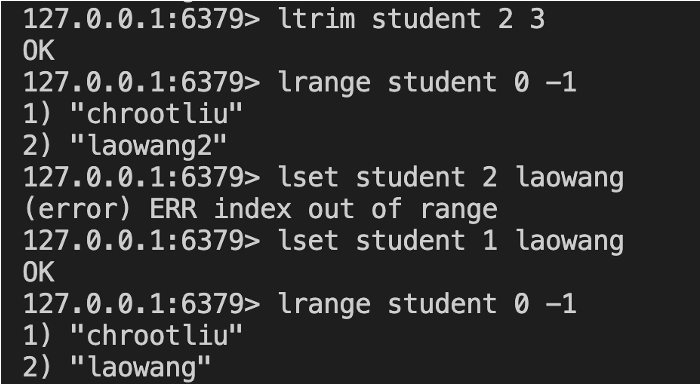 127.0.0.1:6379> ltrim student 2 3
OK
127.0.0.1:6379> lrange student 0 -1
1) "chrootliu"
2) "laowang2"
127.0.0.1:6379> lset student 2 laowang
(error) ERR index out of range
127.0.0.1:6379> lset student 1 laowang
OK
127.0.0.1:6379> lrange student 0 -1
1) "chrootliu"
2) "laowang"